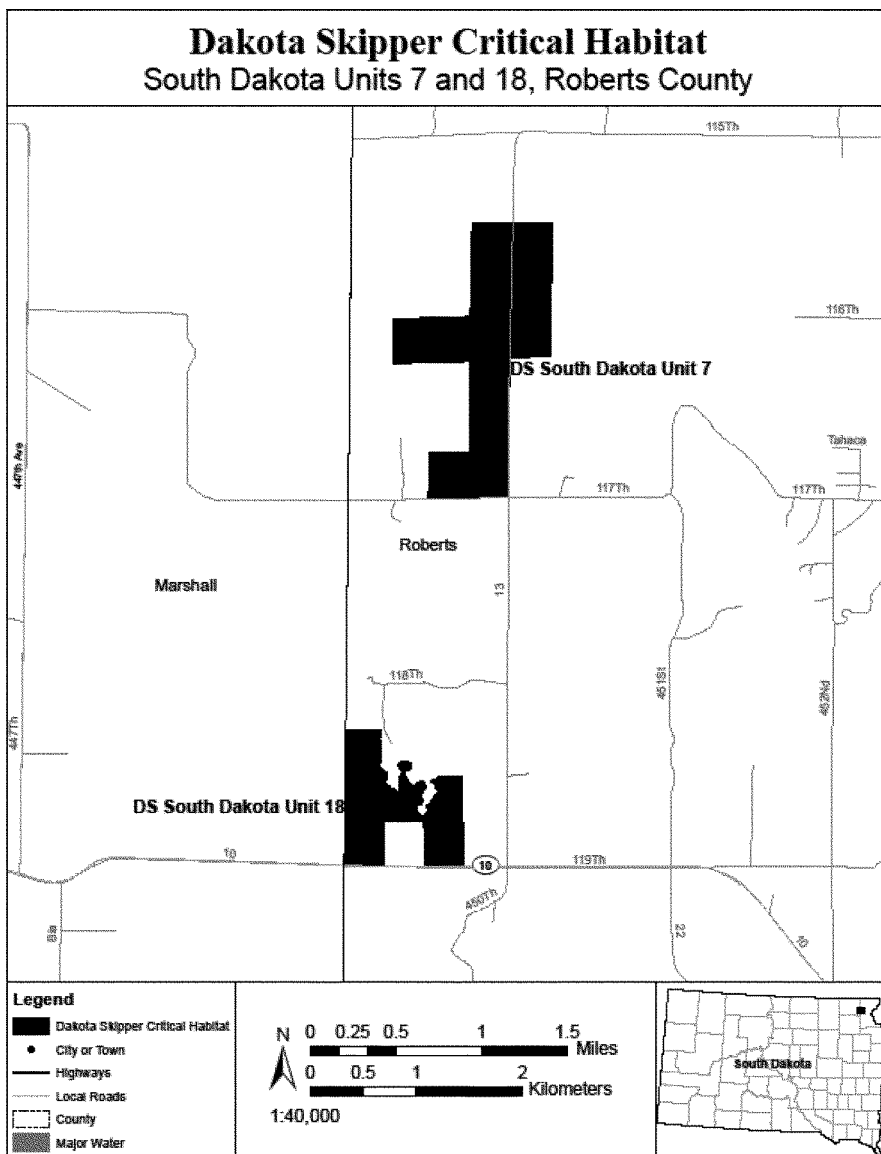 Dakota Skipper Critical Habitat
South Dakota Units 7 and 18, Roberts County
115Th
116Th
DS South Dakota Unit 7
447th Ave
Tahaca
117Th
117Th
Roberts
Marshall
13
118Th
451St
452Nd
447Th
DS South Dakota Unit 18
10
10
119Th
450Th
Bia
22
10
Legend
Dakota Skipper Critical Habitat
City or Town
Highways
Local Roads
County
Major Water
N
0 0.25 0.5 1 1.5
Miles
0 0.5 1 2
Kilometers
1:40,000
South Dakota